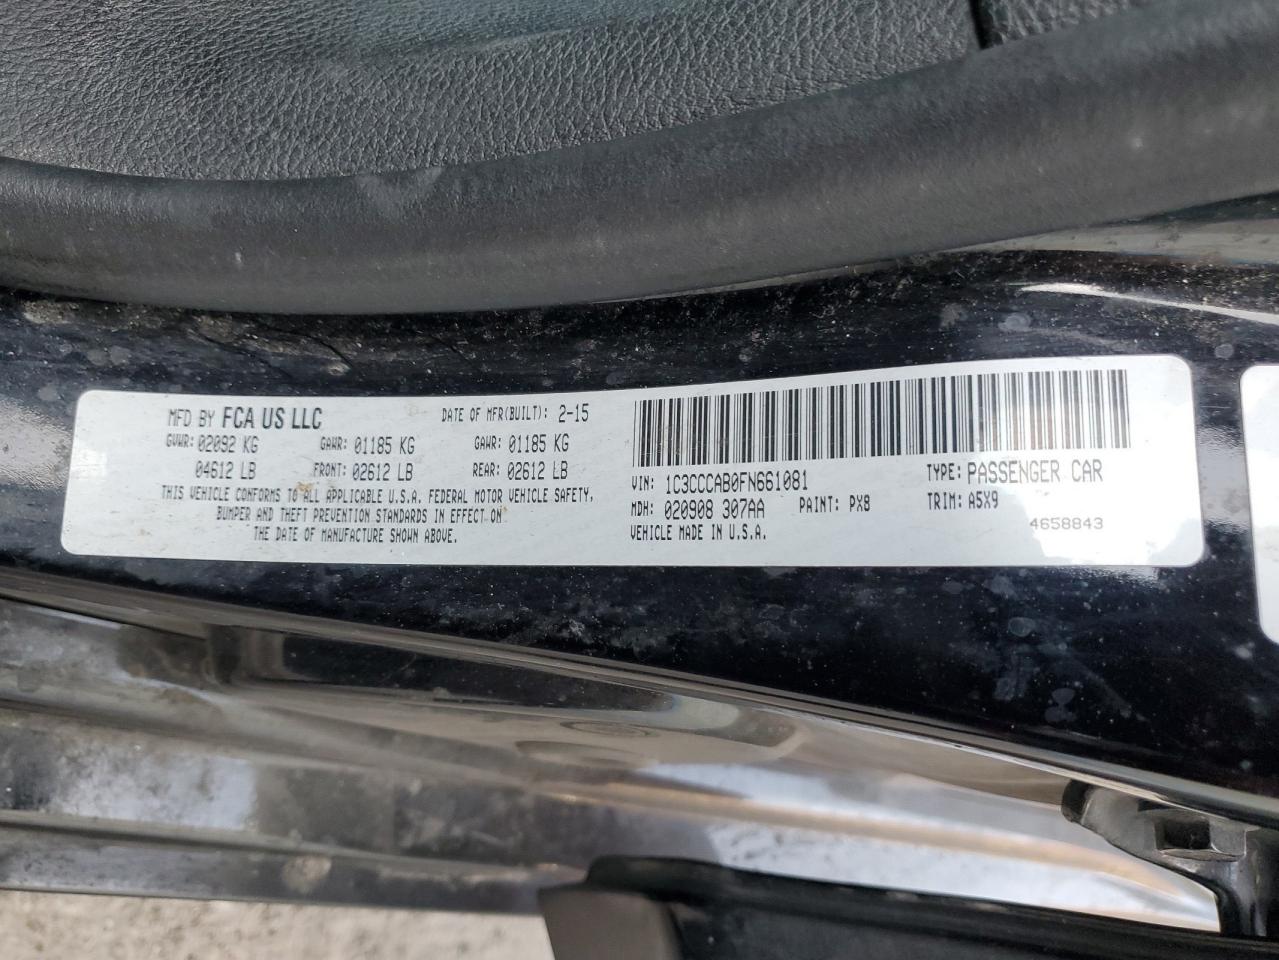 MFD BY FCA US LLC DATE OF MFR(BUILT): 2-15
GVWR: 02092 KG GAWR: 01185 KG GAWR: 01185 KG
04612 LB FRONT: 02612 LB REAR: 02612 LB
THIS VEHICLE CONFORMS TO ALL APPLICABLE U.S.A. FEDERAL MOTOR VEHICLE SAFETY,
BUMPER AND THEFT PREVENTION STANDARDS IN EFFECT ON
THE DATE OF MANUFACTURE SHOWN ABOVE.
VIN: 1C3CCCAB0FN661081 TYPE: PASSENGER CAR
MDH: 020908 307AA PAINT: PX8 TRIM: A5X9
VEHICLE MADE IN U.S.A. 4658843